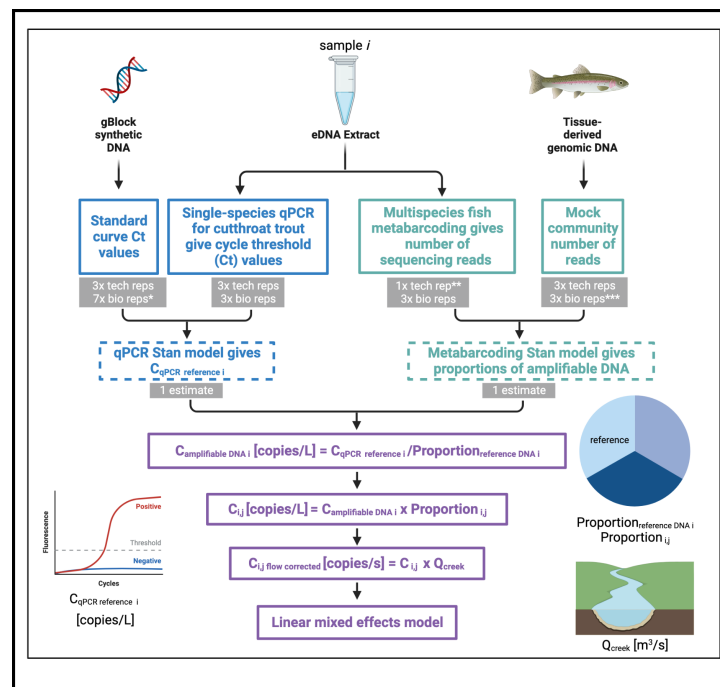 sample i
gBlock
synthetic
DNA
eDNA Extract
Tissue-
derived
genomic DNA
Standard
curve Ct
values
Single-species qPCR
for cutthroat trout
give cycle threshold
(Ct) values
Multispecies fish
metabarcoding gives
number of
sequencing reads
Mock
community
number of
reads
3x tech reps
7x bio reps*
3x tech reps
3x bio reps
1x tech rep**
3x bio reps
3x tech reps
3x bio reps***
qPCR Stan model gives
CqPCR reference i
Metabarcoding Stan model gives
proportions of amplifiable DNA
1 estimate
1 estimate
Camplifiable DNA i [copies/L] = CqPCR reference i/Proportionreference DNA i
Ci,j [copies/L] = Camplifiable DNA i x Proportion i,j
Ci,j flow corrected [copies/s] = C i,j x Qcreek
Linear mixed effects model
Fluorescence
Positive
Threshold
Negative
Cycles
CqPCR reference i
[copies/L]
reference
Proportionreference DNA i
Proportion i,j
Qcreek [m³/s]